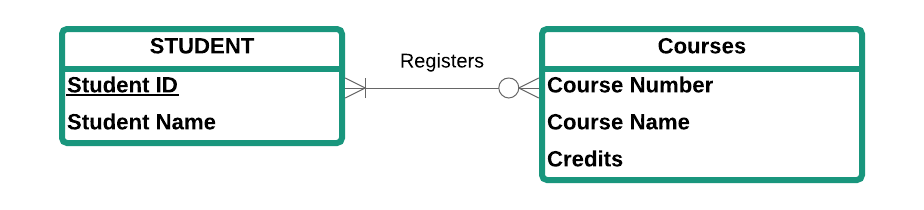 STUDENT
Student ID
Student Name
Registers
Courses
Course Number
Course Name
Credits